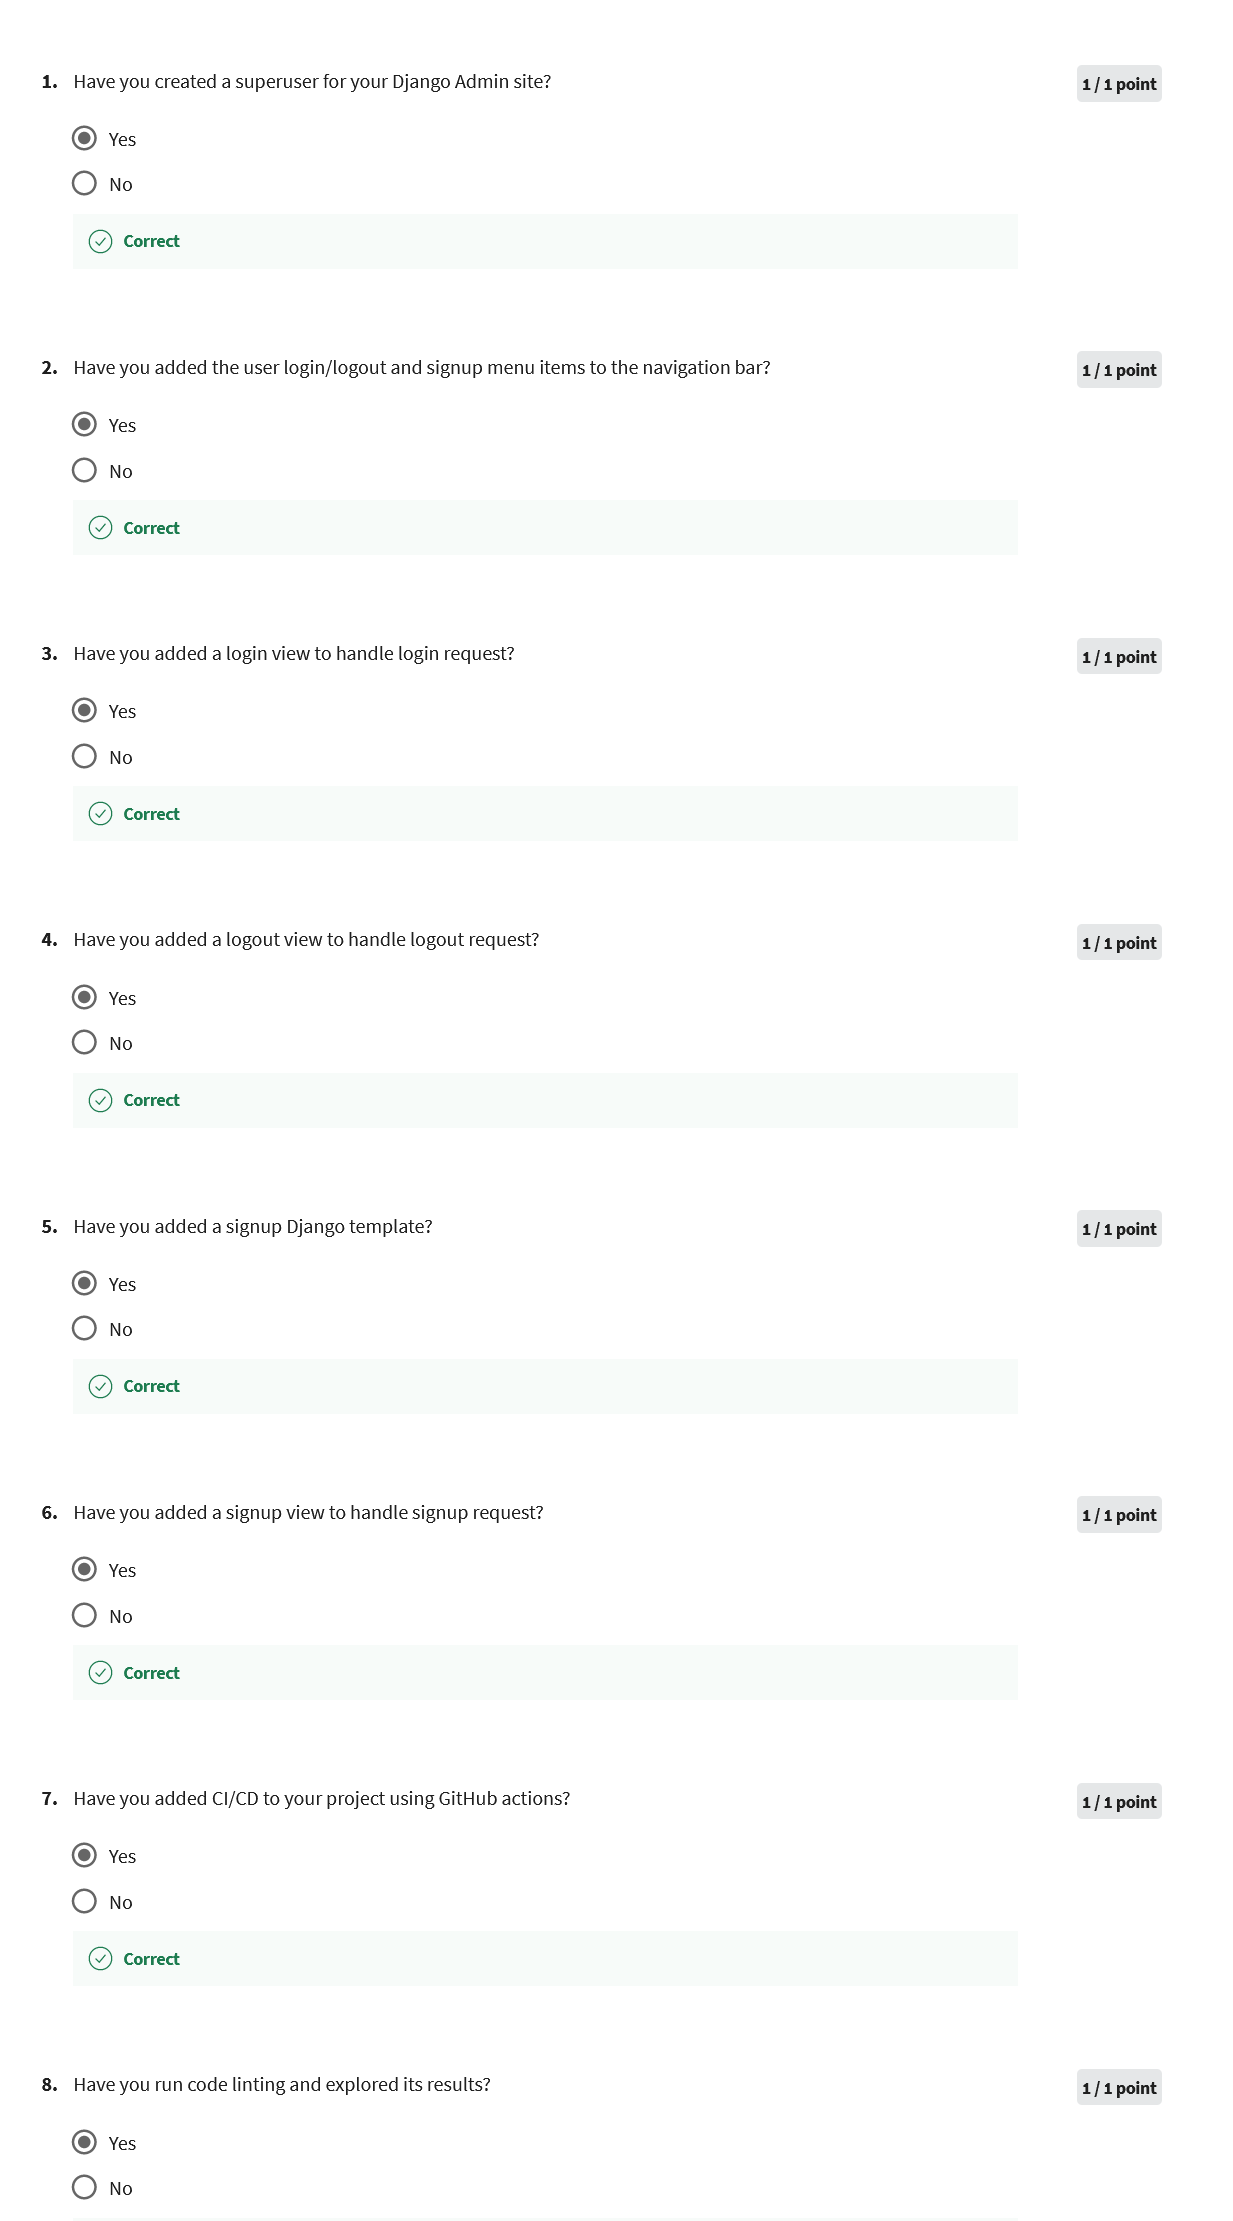 1. Have you created a superuser for your Django Admin site? 1 / 1 point
Yes
No
Correct
2. Have you added the user login/logout and signup menu items to the navigation bar? 1 / 1 point
Yes
No
Correct
3. Have you added a login view to handle login request? 1 / 1 point
Yes
No
Correct
4. Have you added a logout view to handle logout request? 1 / 1 point
Yes
No
Correct
5. Have you added a signup Django template? 1 / 1 point
Yes
No
Correct
6. Have you added a signup view to handle signup request? 1 / 1 point
Yes
No
Correct
7. Have you added CI/CD to your project using GitHub actions? 1 / 1 point
Yes
No
Correct
8. Have you run code linting and explored its results? 1 / 1 point
Yes
No